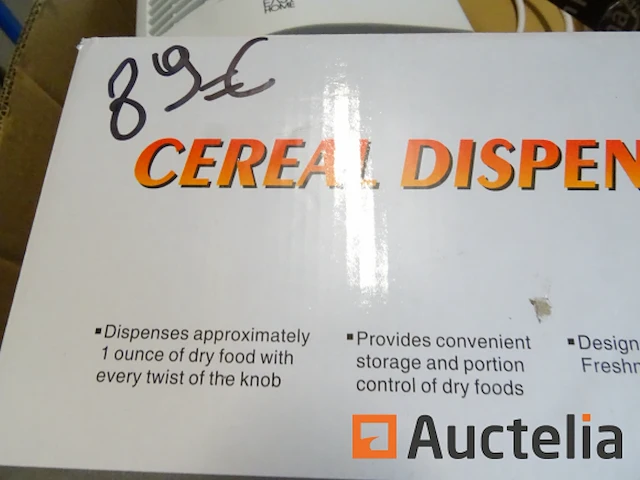 HOME
89€
CEREAL DISPEN
▪Dispenses approximately
1 ounce of dry food with
every twist of the knob
▪Provides convenient
storage and portion
control of dry foods
▪Design
Freshn
Auctelia